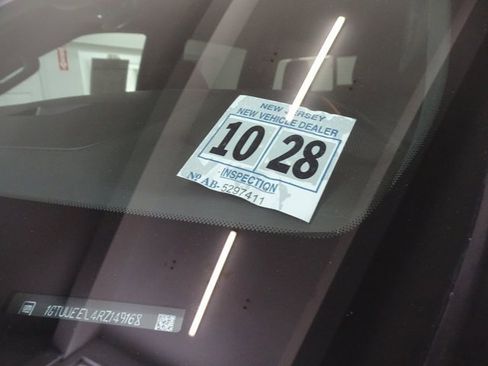 NEW JERSEY
NEW VEHICLE DEALER
10 28
INSPECTION
Nº AB- 5297411
1GTUUEEL4RZ149168